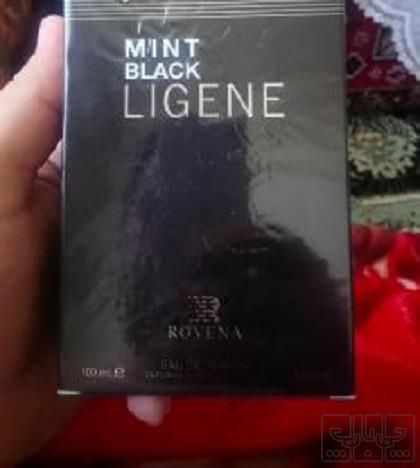 MINT
BLACK
LIGENE
ROVENA
100 ml e
EAU DE